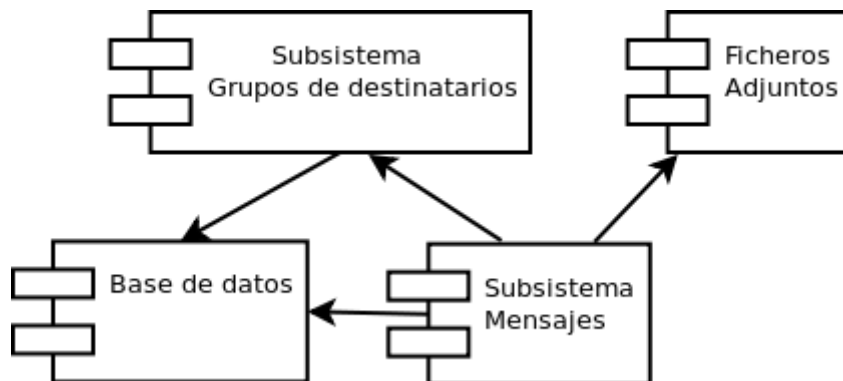 Subsistema
Grupos de destinatarios
Ficheros
Adjuntos
Base de datos
Subsistema
Mensajes